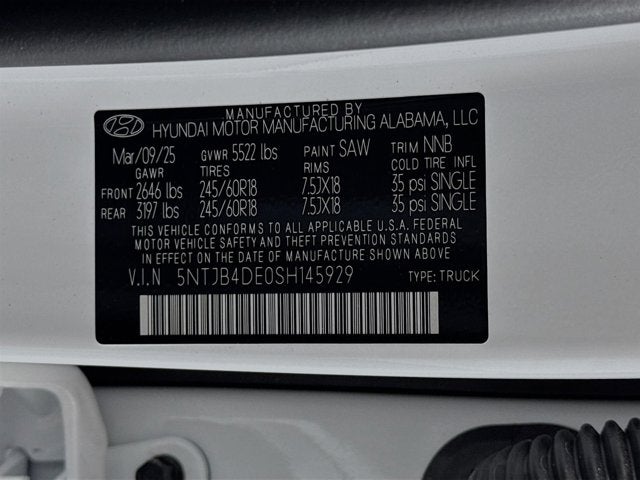 MANUFACTURED BY
HYUNDAI MOTOR MANUFACTURING ALABAMA, LLC
Mar/09/25 GVWR 5522 lbs PAINT SAW TRIM NNB
GAWR TIRES RIMS COLD TIRE INFL
FRONT 2646 lbs 245/60R18 7.5JX18 35 psi SINGLE
REAR 3197 lbs 245/60R18 7.5JX18 35 psi SINGLE
THIS VEHICLE CONFORMS TO ALL APPLICABLE U.S.A. FEDERAL
MOTOR VEHICLE SAFETY AND THEFT PREVENTION STANDARDS
IN EFFECT ON THE DATE OF MANUFACTURE SHOWN ABOVE.
V.I.N 5NTJB4DE0SH145929 TYPE: TRUCK